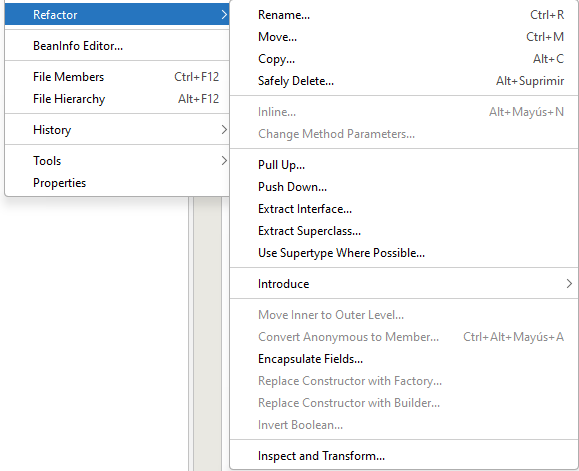 Refactor
BeanInfo Editor...
File Members Ctrl+F12
File Hierarchy Alt+F12
History
Tools
Properties
Rename... Ctrl+R
Move... Ctrl+M
Copy... Alt+C
Safely Delete... Alt+Suprimir
Inline... Alt+Mayús+N
Change Method Parameters...
Pull Up...
Push Down...
Extract Interface...
Extract Superclass...
Use Supertype Where Possible...
Introduce
Move Inner to Outer Level...
Convert Anonymous to Member... Ctrl+Alt+Mayús+A
Encapsulate Fields...
Replace Constructor with Factory...
Replace Constructor with Builder...
Invert Boolean...
Inspect and Transform...